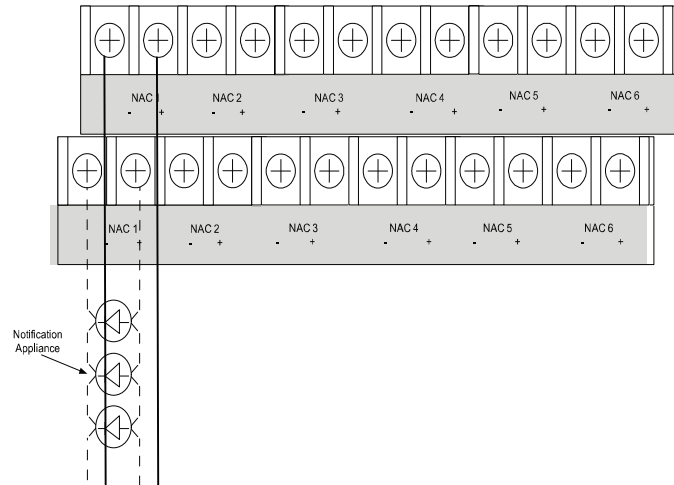 NAC 1 NAC 2 NAC 3 NAC 4 NAC 5 NAC 6
- + - + - + - + - + - +
NAC 1 NAC 2 NAC 3 NAC 4 NAC 5 NAC 6
- + - + - + - + - + - +
Notification
Appliance